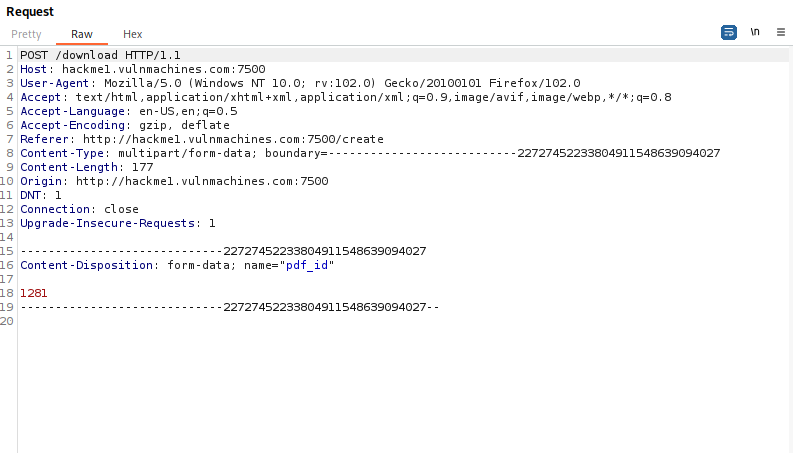 Request
Pretty Raw Hex \n ≡
1 POST /download HTTP/1.1
2 Host: hackme1.vulnmachines.com:7500
3 User-Agent: Mozilla/5.0 (Windows NT 10.0; rv:102.0) Gecko/20100101 Firefox/102.0
4 Accept: text/html,application/xhtml+xml,application/xml;q=0.9,image/avif,image/webp,*/*;q=0.8
5 Accept-Language: en-US,en;q=0.5
6 Accept-Encoding: gzip, deflate
7 Referer: http://hackme1.vulnmachines.com:7500/create
8 Content-Type: multipart/form-data; boundary=---------------------------227274522338049115486390940​27
9 Content-Length: 177
10 Origin: http://hackme1.vulnmachines.com:7500
11 DNT: 1
12 Connection: close
13 Upgrade-Insecure-Requests: 1
14
15 -----------------------------22727452233804911548639094027
16 Content-Disposition: form-data; name="pdf_id"
17
18 1281
19 -----------------------------22727452233804911548639094027--
20